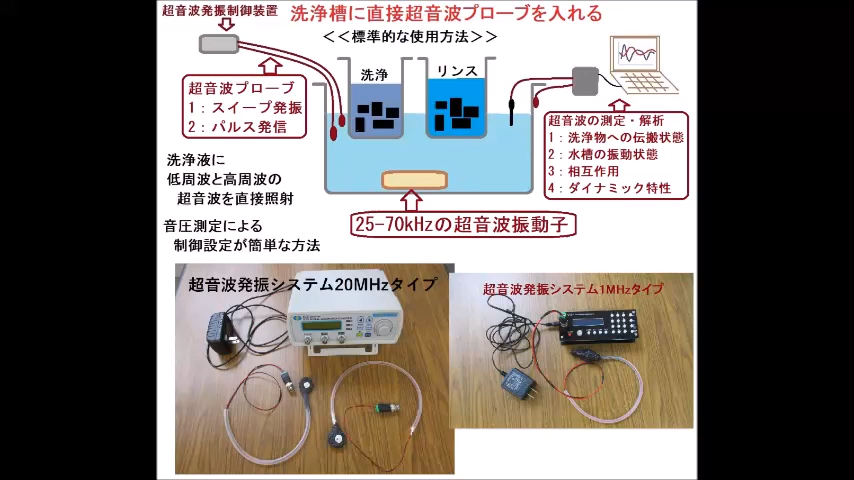 超音波発振制御装置
洗浄槽に直接超音波プローブを入れる
<<標準的な使用方法>>
洗浄
リンス
超音波プローブ
1:スイープ発振
2:パルス発信
超音波の測定・解析
1:洗浄物への伝搬状態
2:水槽の振動状態
3:相互作用
4:ダイナミック特性
洗浄液に
低周波と高周波の
超音波を直接照射
25-70kHzの超音波振動子
音圧測定による
制御設定が簡単な方法
超音波発振システム20MHzタイプ
超音波発振システム1MHzタイプ